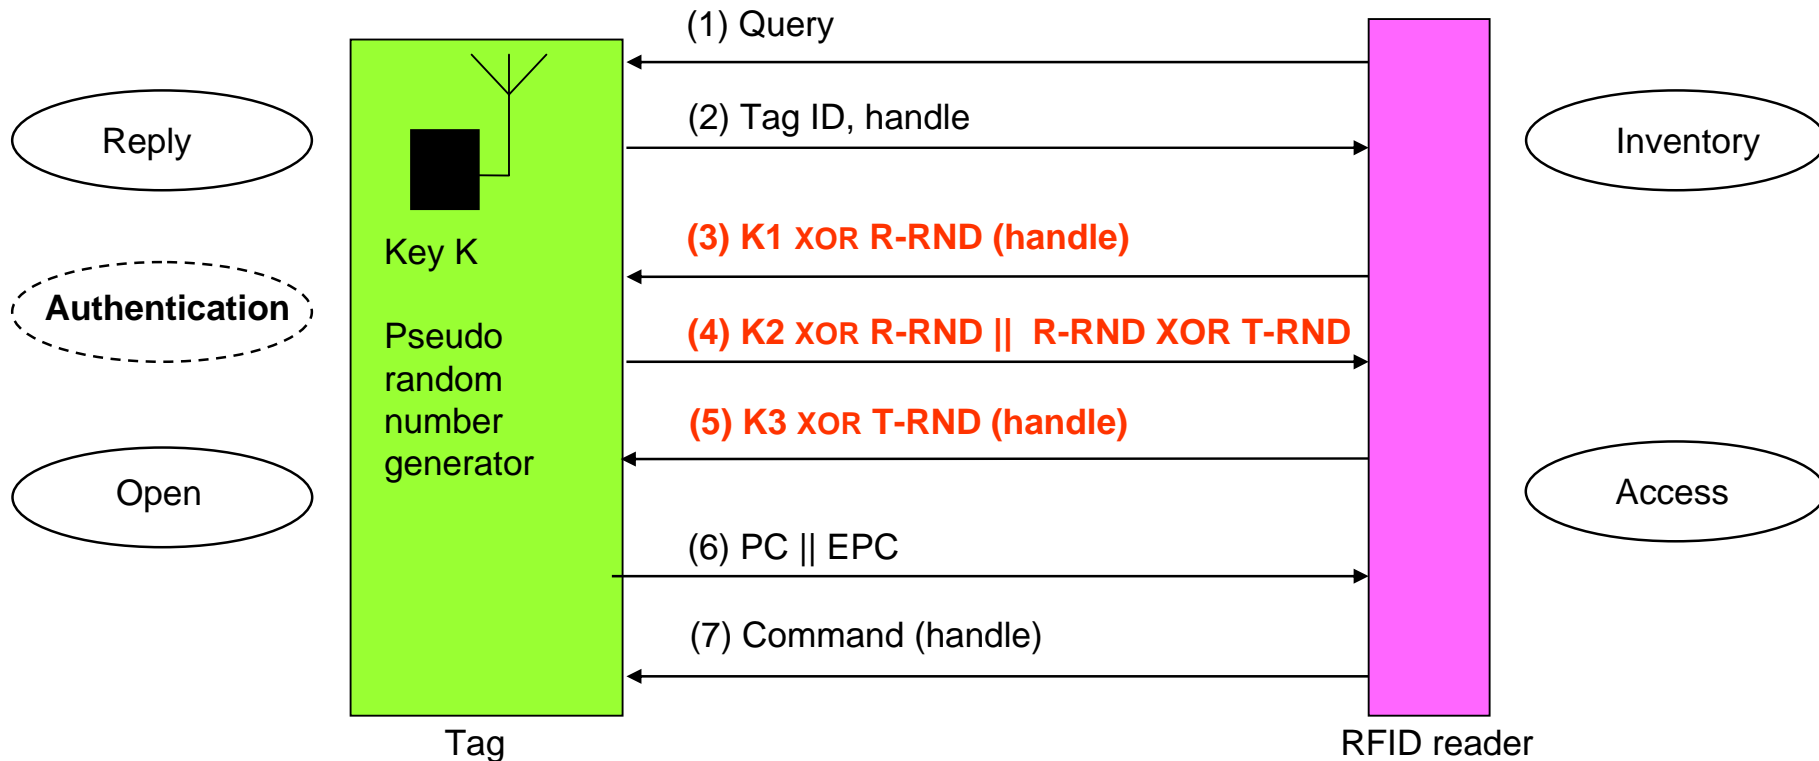 (1) Query
(2) Tag ID, handle
Reply
Inventory
(3) K1 XOR R-RND (handle)
Key K
Authentication
(4) K2 XOR R-RND || R-RND XOR T-RND
Pseudo
random
number
generator
(5) K3 XOR T-RND (handle)
Open
Access
(6) PC || EPC
(7) Command (handle)
Tag
RFID reader